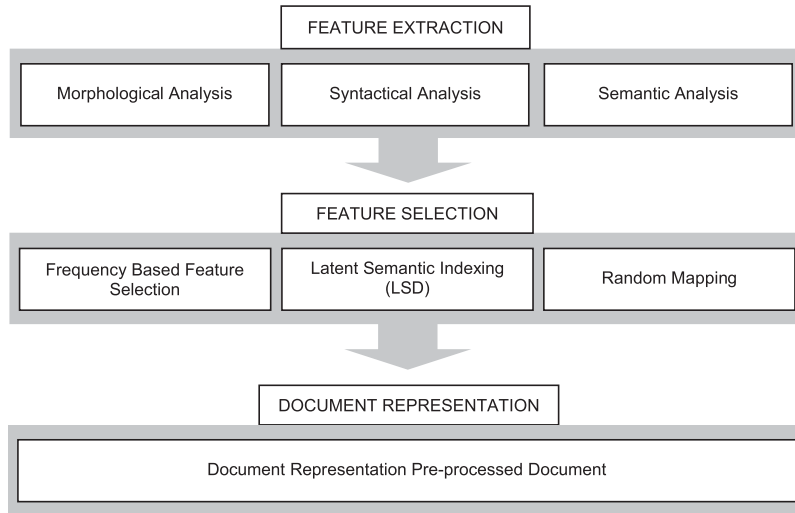 FEATURE EXTRACTION
Morphological Analysis
Syntactical Analysis
Semantic Analysis
FEATURE SELECTION
Frequency Based Feature
Selection
Latent Semantic Indexing
(LSD)
Random Mapping
DOCUMENT REPRESENTATION
Document Representation Pre-processed Document